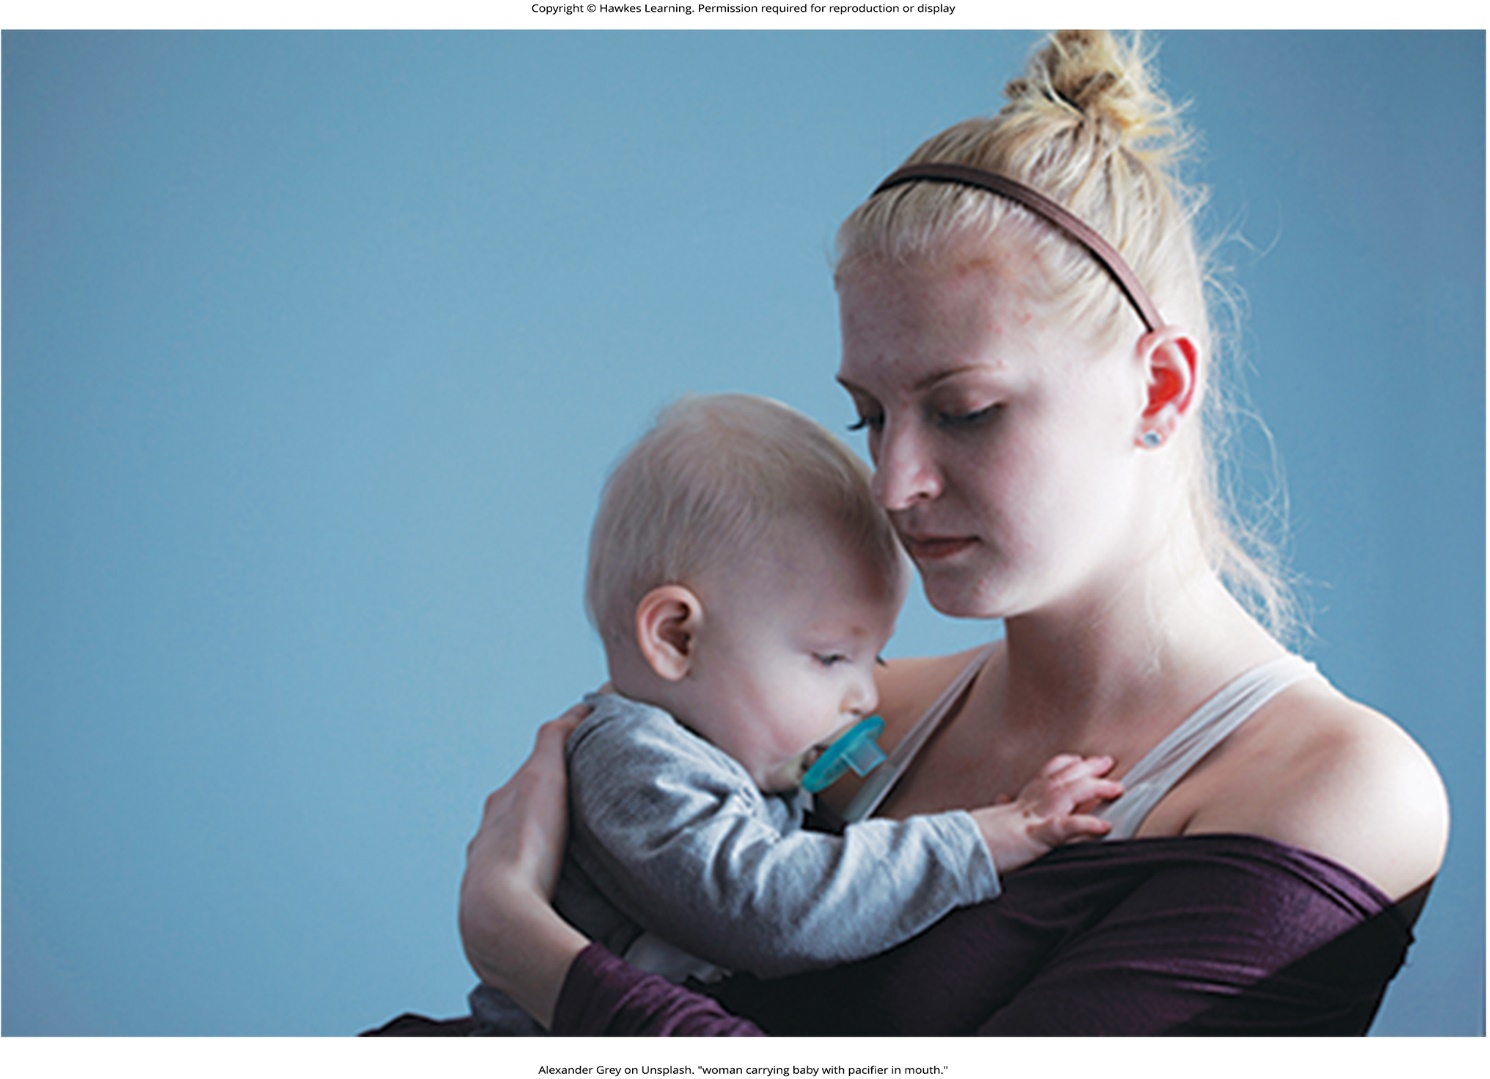 Copyright © Hawkes Learning. Permission required for reproduction or display
Alexander Grey on Unsplash. "woman carrying baby with pacifier in mouth."